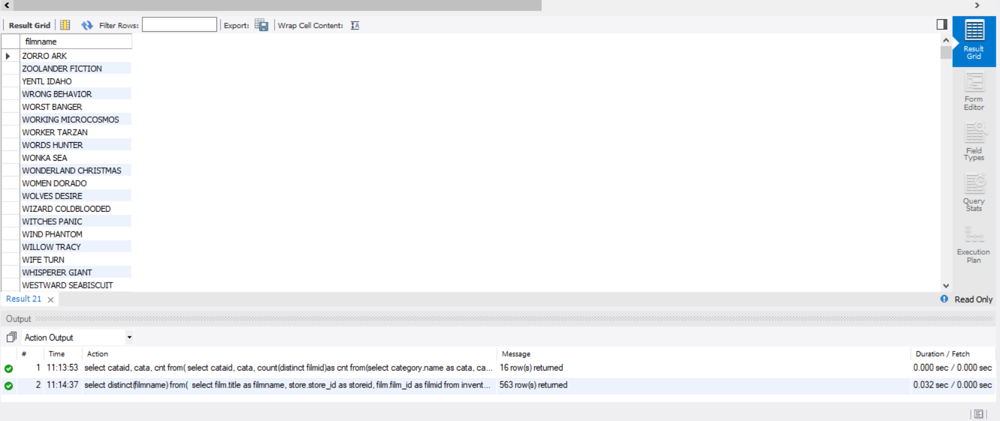 Result Grid Filter Rows: Export: Wrap Cell Content: IA
filmname
ZORRO ARK
ZOOLANDER FICTION
YENTL IDAHO
WRONG BEHAVIOR
WORST BANGER
WORKING MICROCOSMOS
WORKER TARZAN
WORDS HUNTER
WONKA SEA
WONDERLAND CHRISTMAS
WOMEN DORADO
WOLVES DESIRE
WIZARD COLDBLOODED
WITCHES PANIC
WIND PHANTOM
WILLOW TRACY
WIFE TURN
WHISPERER GIANT
WESTWARD SEABISCUIT
Result
Grid
Form
Editor
Field
Types
Query
Stats
Execution
Plan
Result 21 Read Only
Output
Action Output
# Time Action Message Duration / Fetch
1 11:13:53 select cataid, cata, cnt from( select cataid, cata, count(distinct filmid)as cnt from(select category.name as cata, ca... 16 row(s) returned 0.000 sec / 0.000 sec
2 11:14:37 select distinct(filmname) from( select film.title as filmname, store.store_id as storeid, film.film_id as filmid from invent... 563 row(s) returned 0.032 sec / 0.000 sec